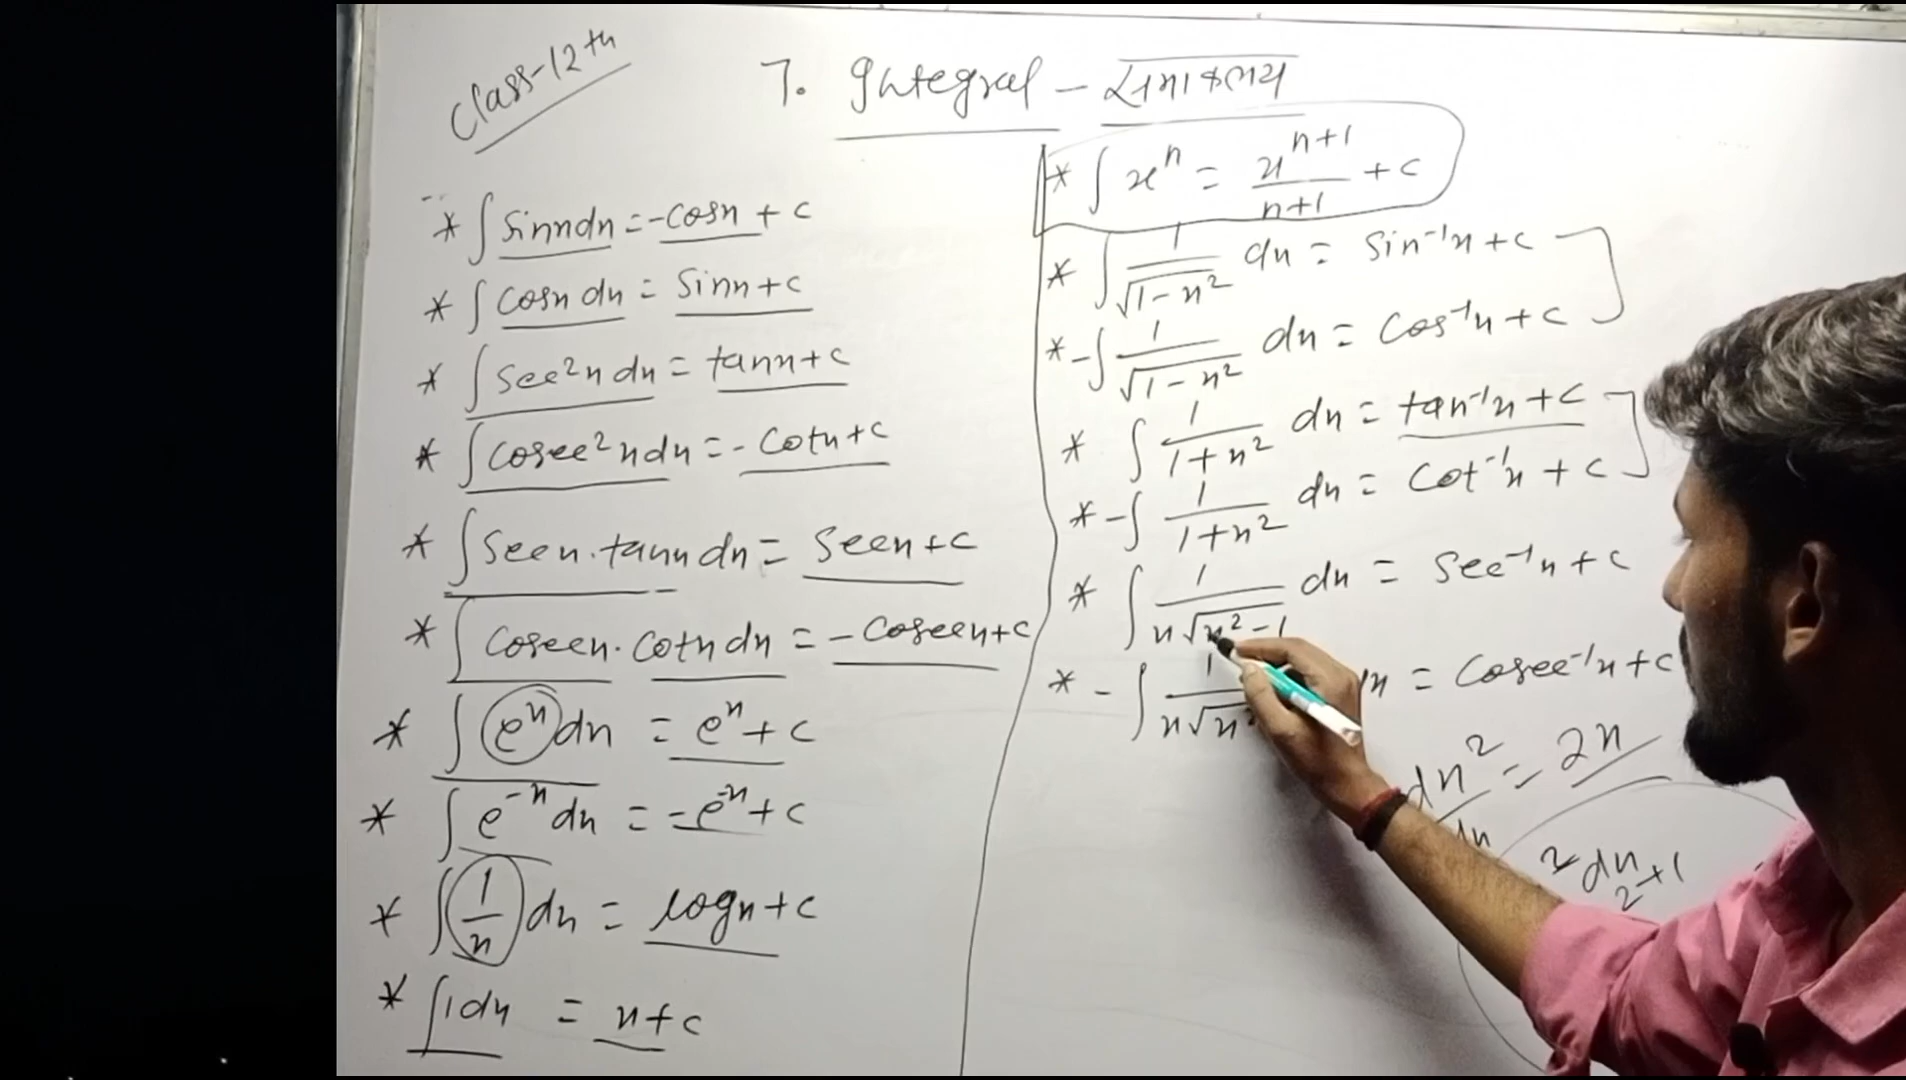 Class-12th
7. Integral - समाकलन
* ∫ sinx dx = -cosx + c
* ∫ cosx dx = sinx + c
* ∫ sec²x dx = tanx + c
* ∫ cosec²x dx = - cotx + c
* ∫ secx . tanx dx = secx + c
* ∫ cosecx . cotx dx = - cosecx + c
* ∫ eˣ dx = eˣ + c
* ∫ e⁻ˣ dx = -e⁻ˣ + c
* ∫ 1/x dx = logx + c
* ∫ 1 dx = x + c
* ∫ xⁿ = xⁿ⁺¹/n+1 + c
* ∫ 1/√1-x² dx = sin⁻¹x + c
* -∫ 1/√1-x² dx = cos⁻¹x + c
* ∫ 1/1+x² dx = tan⁻¹x + c
* -∫ 1/1+x² dx = cot⁻¹x + c
* ∫ 1/x√x²-1 dx = sec⁻¹x + c
* -∫ 1/x√x² x = cosec⁻¹x + c
dx²/dx = 2x